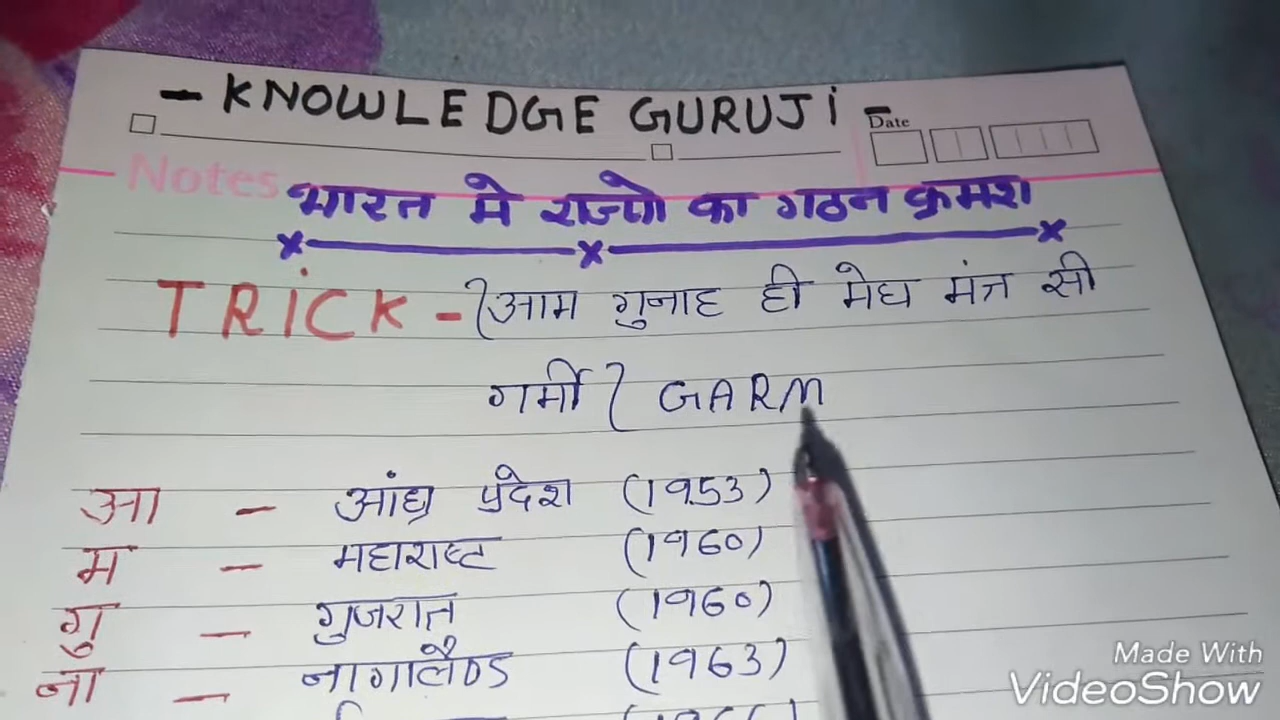 - KNOWLEDGE GURUJi -
Date
Notes
भारत मे राज्यो का गठन क्रमश
TRiCK - (आम गुनाह ही मेघ मंत्र सी
गर्मी) GARM
आ - आंध्र प्रदेश (1953)
म - महाराष्ट (1960)
गु - गुजरात (1960)
ना - नागालैण्ड (1963)
Made With
VideoShow